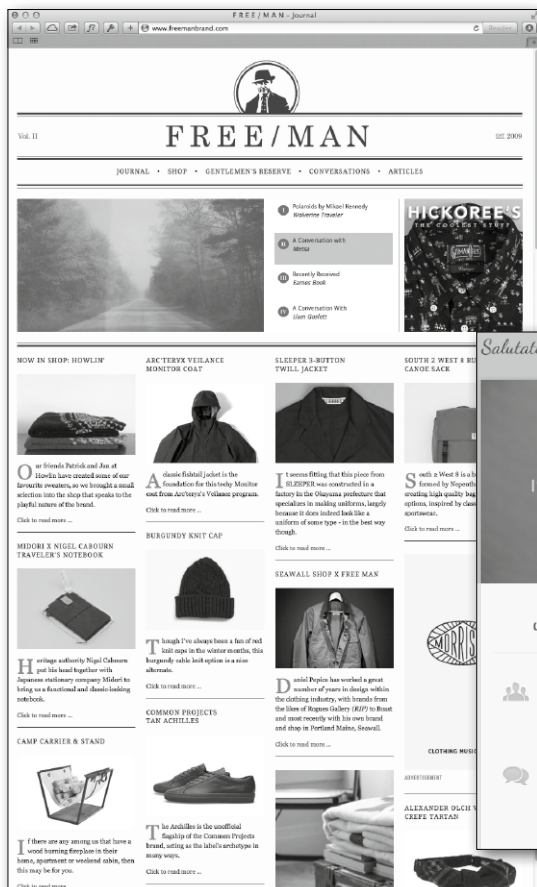 FREE/MAN – Journal
www.freemanbrand.com
Reader
Vol. II
FREE/MAN
EST. 2009
JOURNAL • SHOP • GENTLEMEN'S RESERVE • CONVERSATIONS • ARTICLES
I
Polaroids by Mikael Kennedy
Wolverine Traveler
II
A Conversation with
Metsa
III
Recently Received
Eames Book
IV
A Conversation With
Liam Goslett
HICKOREE'S
THE COOLEST STUFF
NOW IN SHOP: HOWLIN'
Our friends Patrick and Jan at
Howlin have created some of our
favourite sweaters, so we brought a small
selection into the shop that speaks to the
playful nature of the brand.
Click to read more ...
MIDORI X NIGEL CABOURN
TRAVELER'S NOTEBOOK
Heritage authority Nigel Cabourn
put his head together with
Japanese stationary company Midori to
bring us a functional and classic-looking
notebook.
Click to read more ...
CAMP CARRIER & STAND
If there are any among us that have a
wood burning fireplace in their
home, apartment or weekend cabin, then
this may be for you.
Click to read more ...
ARC'TERYX VEILANCE
MONITOR COAT
A classic fishtail jacket is the
foundation for this today Monitor
coat from Arc'teryx's Veilance program.
Click to read more ...
BURGUNDY KNIT CAP
Though I've always been a fan of red
knit caps in the winter months, this
burgundy cable knit option is a nice
alternate.
Click to read more ...
COMMON PROJECTS
TAN ACHILLES
The Archilles is the unofficial
flagship of the Common Projects
brand, acting as the label's archetype in
many ways.
Click to read more ...
SLEEPER 3-BUTTON
TWILL JACKET
It seems fitting that this piece from
SLEEPER was constructed in a
factory in the Okayama prefecture that
specializes in making uniforms, largely
because it does indeed look like a
uniform of some type - in the best way
though.
Click to read more ...
SEAWALL SHOP X FREE MAN
Daniel Pepice has worked a great
number of years in design within
the clothing industry, with brands from
the likes of Rogues Gallery (RIP) to Boast
and most recently with his own brand
and shop in Portland Maine, Seawall.
Click to read more ...
SOUTH 2 WEST 8
CANOE SACK
South 2 West 8 is a
formed by Nepenth
creating high quality bag
options, inspired by clas
sportswear.
Click to read more ...
MORRIS
CLOTHING MUSIC
ADVERTISEMENT
ALEXANDER OLCH
CREPE TARTAN
Salutat
I